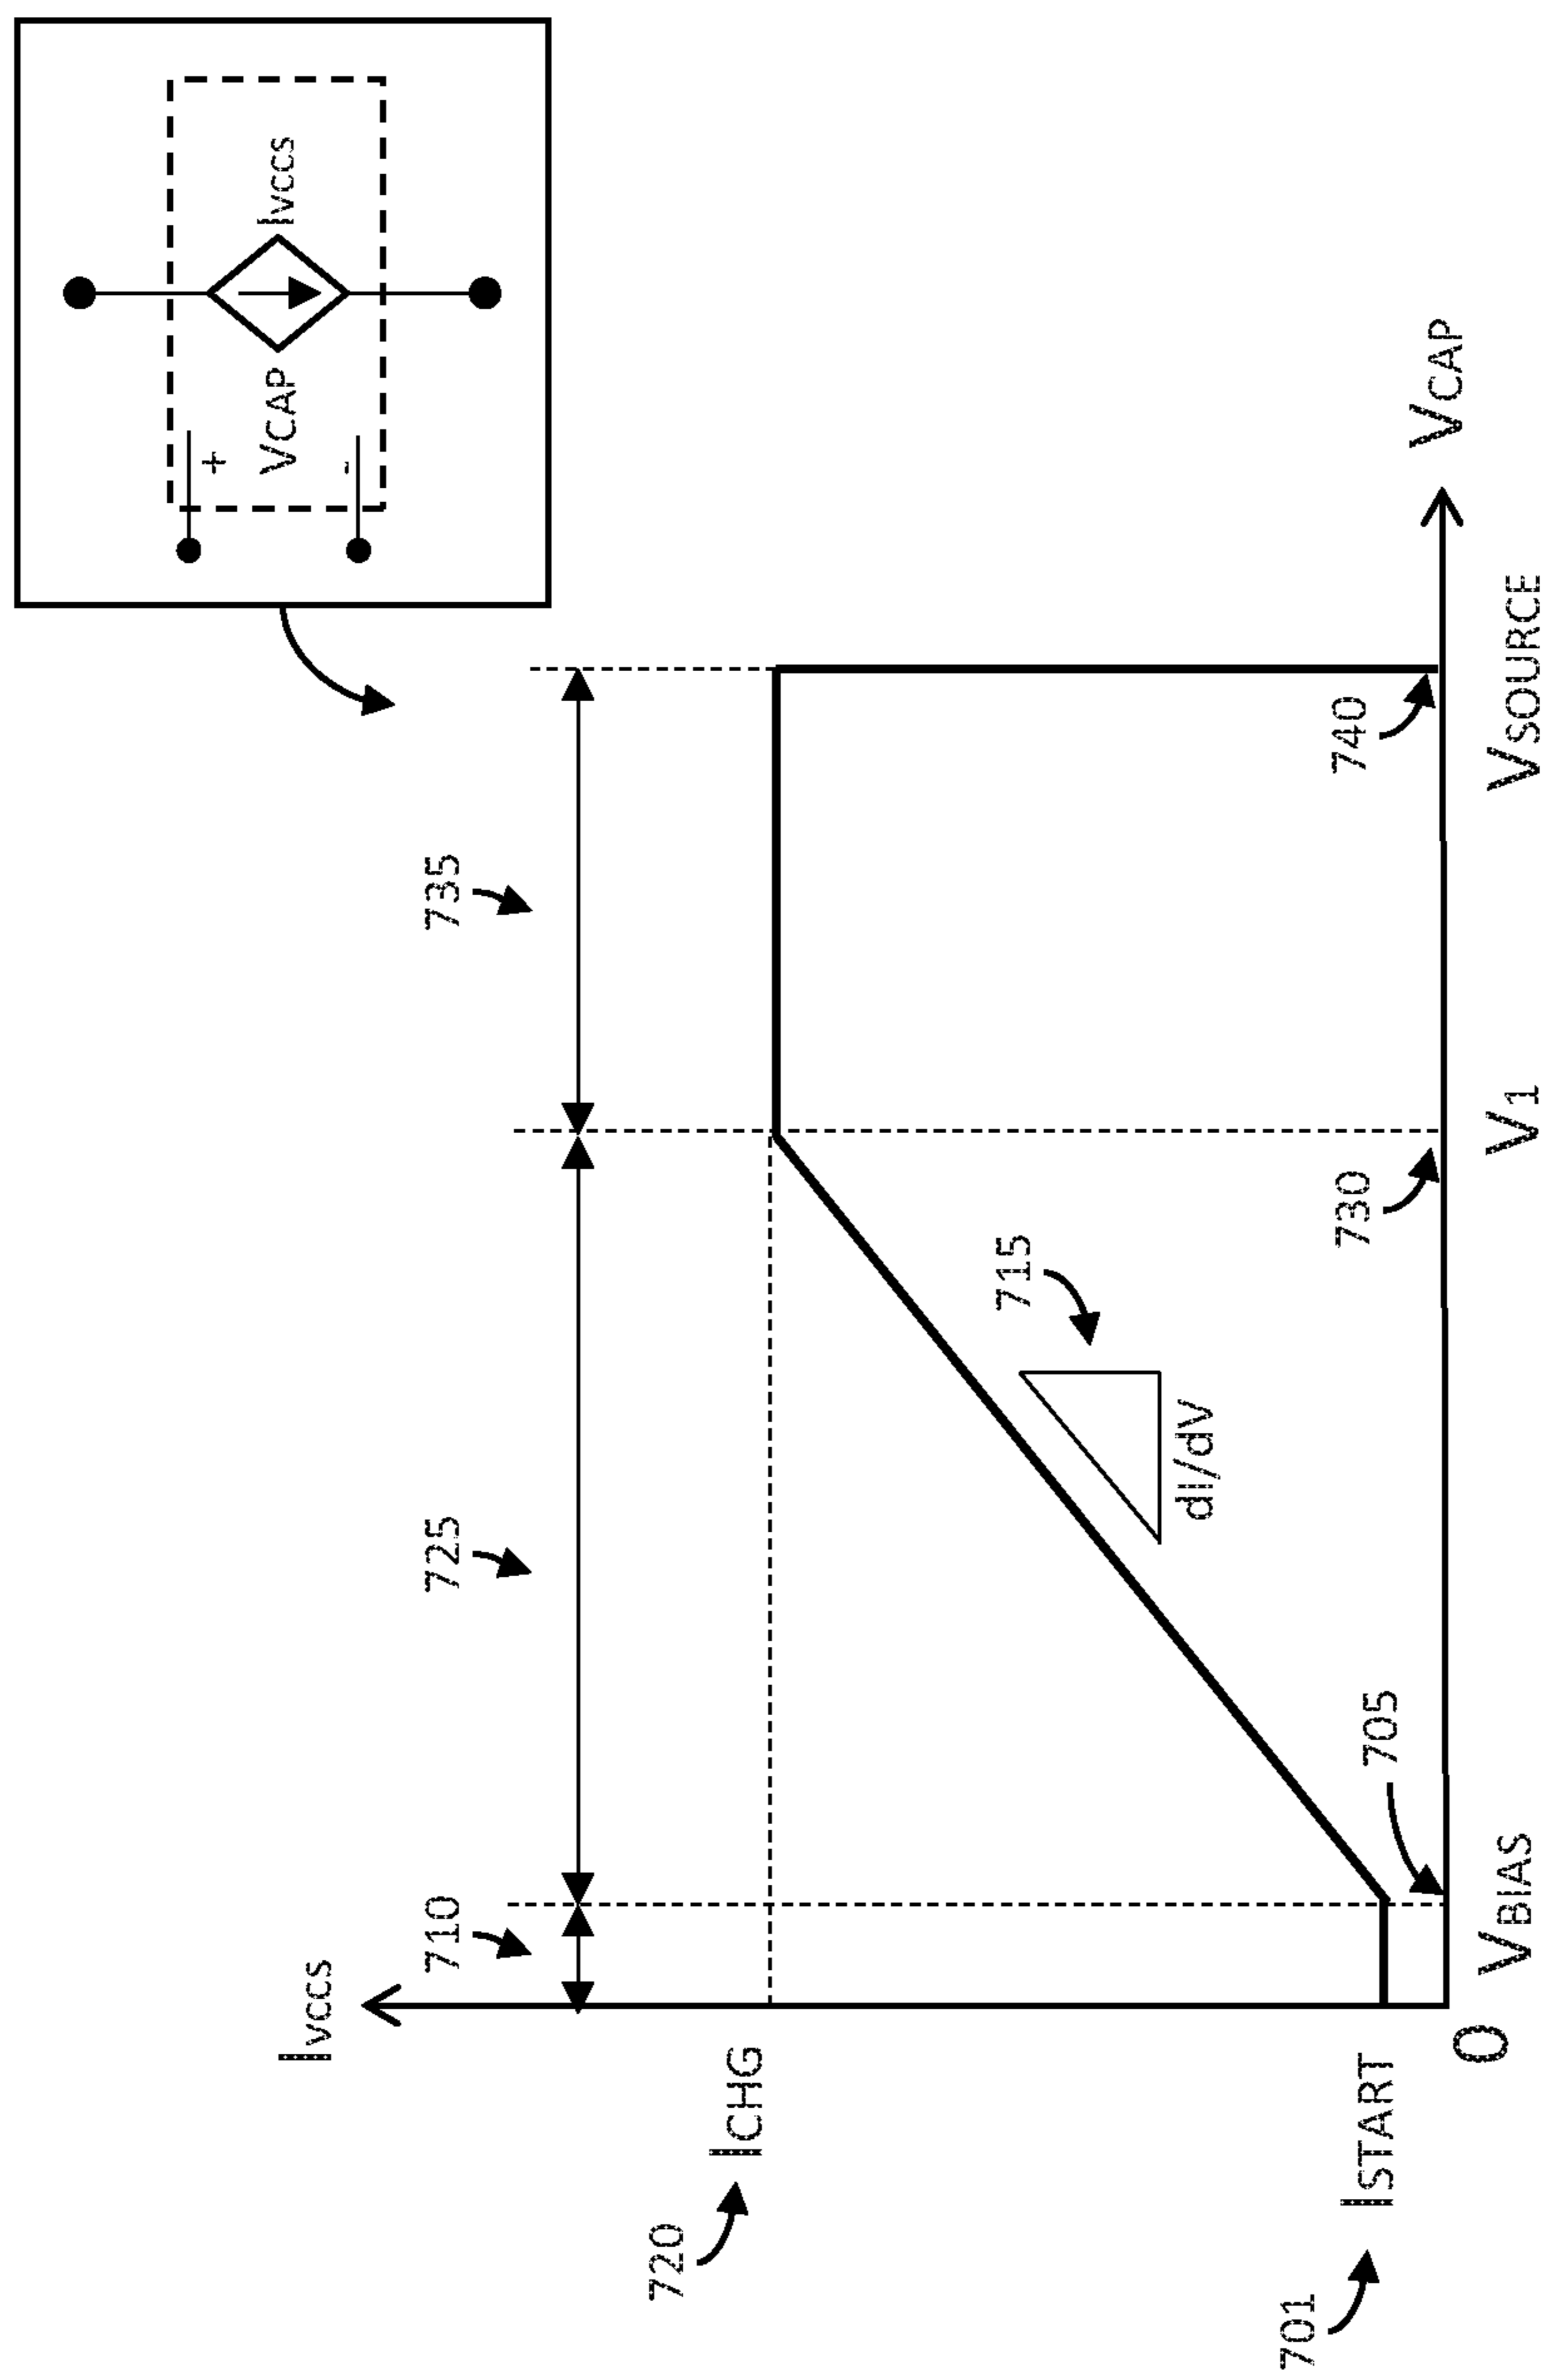 +
VCAP
-
IVCCS
IVCCS
710
725
735
720
ICHG
715
dI/dV
701
ISTART
705
730
740
0
VBIAS
V1
VSOURCE
VCAP